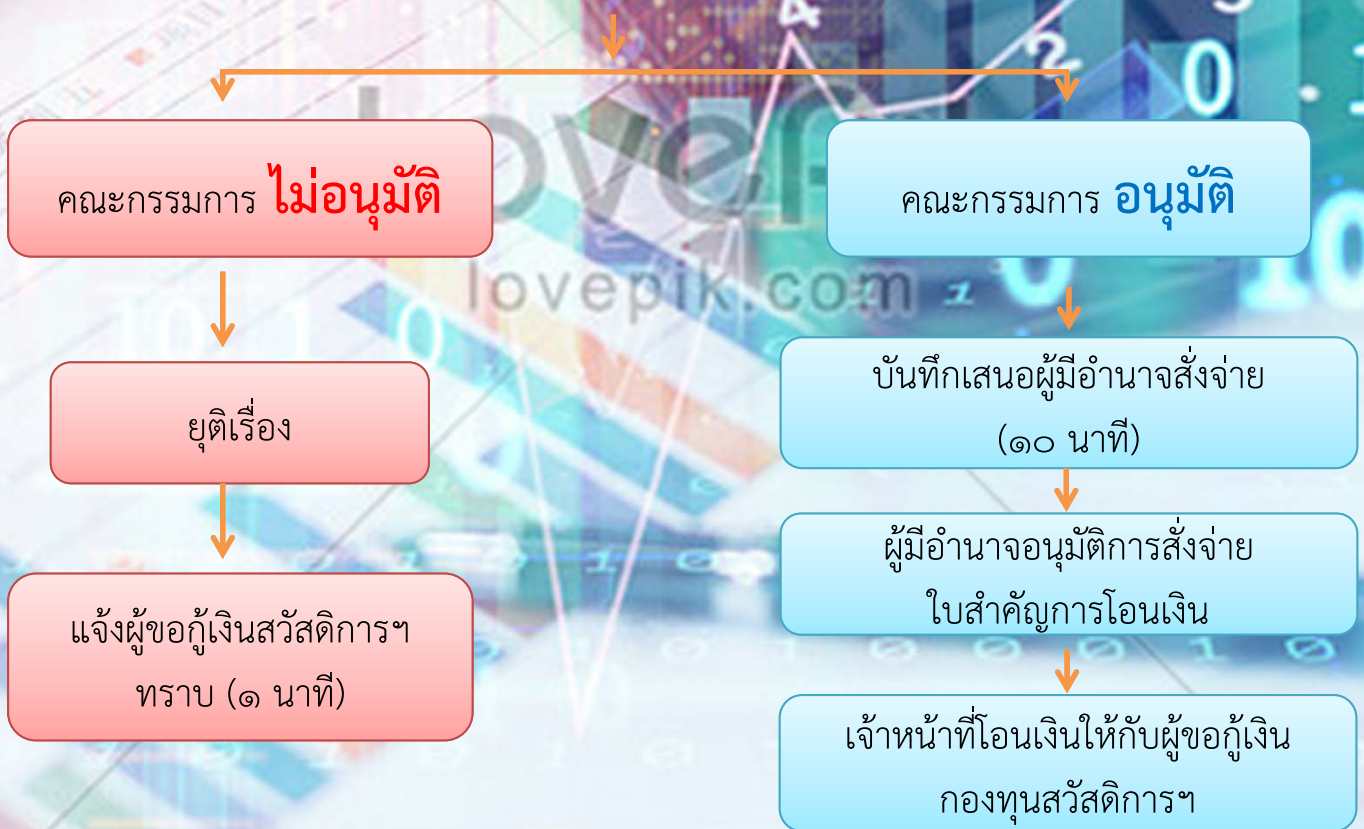 คณะกรรมการ ไม่อนุมัติ
ยุติเรื่อง
แจ้งผู้ขอกู้เงินสวัสดิการฯ
ทราบ (๑ นาที)
คณะกรรมการ อนุมัติ
บันทึกเสนอผู้มีอำนาจสั่งจ่าย
(๑๐ นาที)
ผู้มีอำนาจอนุมัติการสั่งจ่าย
ใบสำคัญการโอนเงิน
เจ้าหน้าที่โอนเงินให้กับผู้ขอกู้เงิน
กองทุนสวัสดิการฯ
lovepik.com